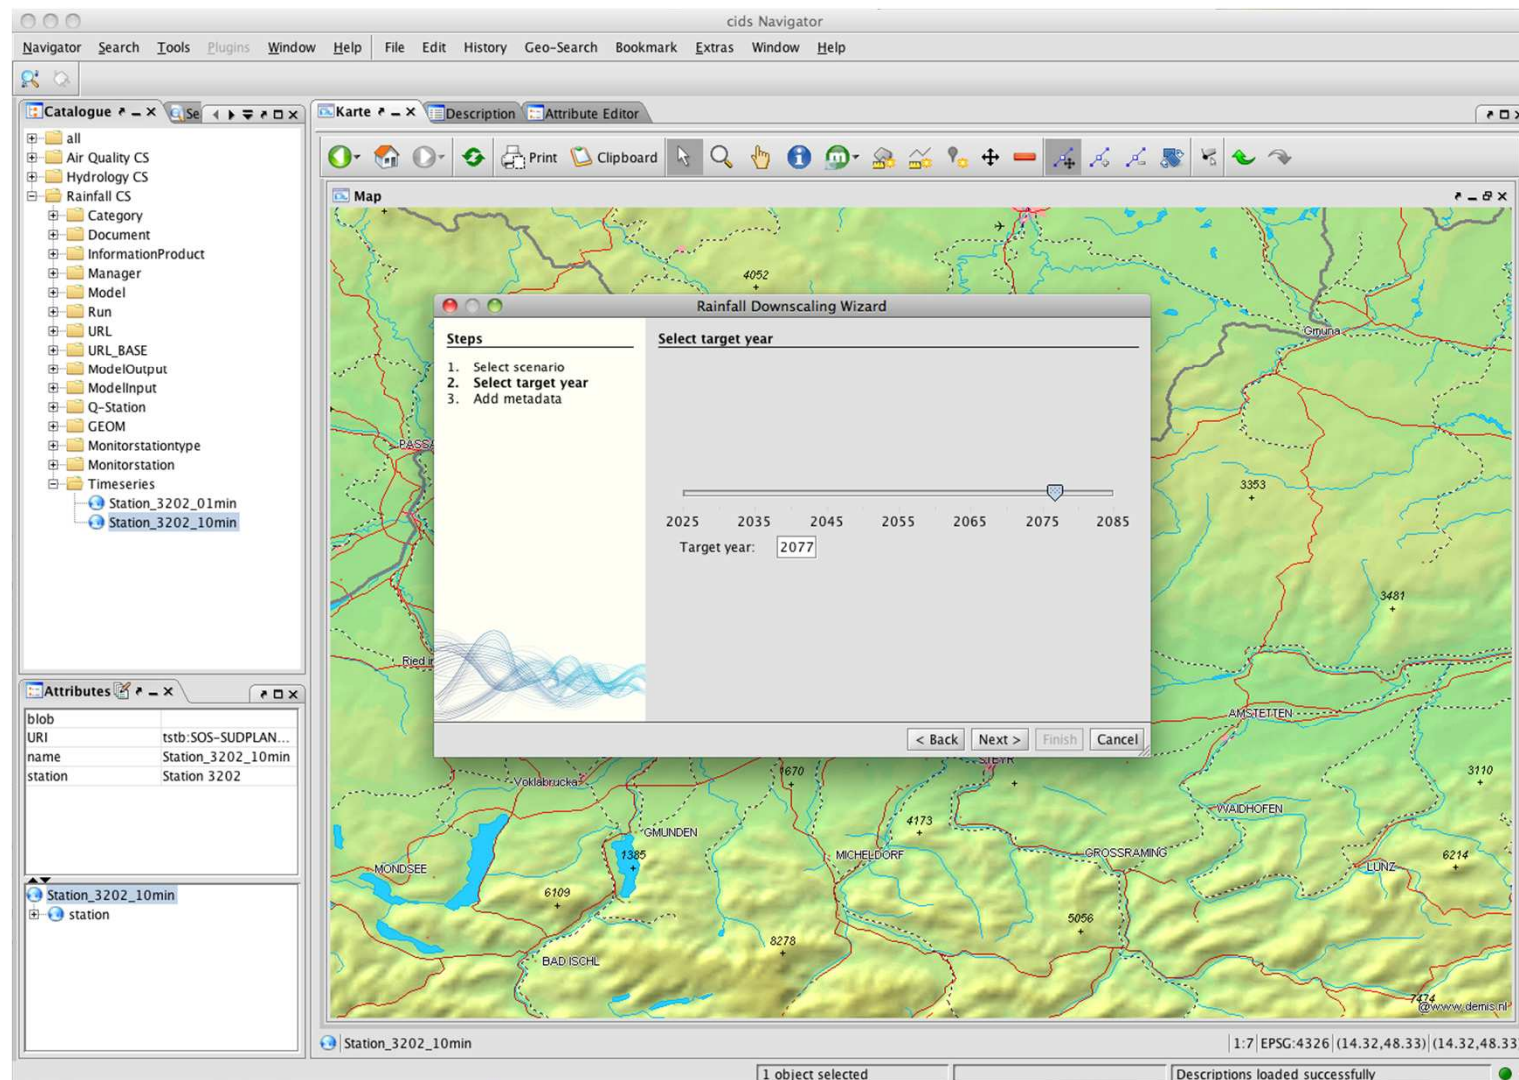 cids Navigator
Navigator Search Tools Plugins Window Help File Edit History Geo-Search Bookmark Extras Window Help
Catalogue
Se
Karte
Description
Attribute Editor
all
Air Quality CS
Hydrology CS
Rainfall CS
Category
Document
InformationProduct
Manager
Model
Run
URL
URL_BASE
ModelOutput
ModelInput
Q-Station
GEOM
Monitorstationtype
Monitorstation
Timeseries
Station_3202_01min
Station_3202_10min
Print
Clipboard
Map
4052
Gmuna
PASSA
3353
3481
Ried i
AMSTETTEN
STEYR
Voklabrucka
1670
3110
WAIDHOFEN
4173
GMUNDEN
1385
MICHELDORF
GROSSRAMING
MONDSEE
LUNZ
6214
6109
5056
8278
BAD ISCHL
7474
@www.demis.nl
Rainfall Downscaling Wizard
Steps
1. Select scenario
2. Select target year
3. Add metadata
Select target year
2025 2035 2045 2055 2065 2075 2085
Target year: 2077
< Back Next > Finish Cancel
Attributes
blob
URI tstb:SOS-SUDPLAN...
name Station_3202_10min
station Station 3202
Station_3202_10min
station
Station_3202_10min
1:7 EPSG:4326 (14.32,48.33) (14.32,48.33)
1 object selected
Descriptions loaded successfully